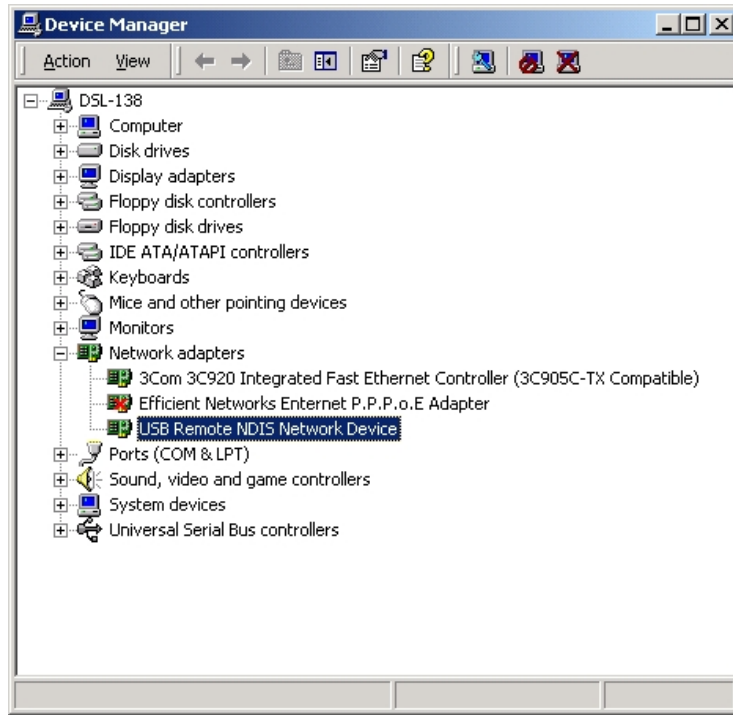 Device Manager
Action View
DSL-138
Computer
Disk drives
Display adapters
Floppy disk controllers
Floppy disk drives
IDE ATA/ATAPI controllers
Keyboards
Mice and other pointing devices
Monitors
Network adapters
3Com 3C920 Integrated Fast Ethernet Controller (3C905C-TX Compatible)
Efficient Networks Enternet P.P.P.o.E Adapter
USB Remote NDIS Network Device
Ports (COM & LPT)
Sound, video and game controllers
System devices
Universal Serial Bus controllers